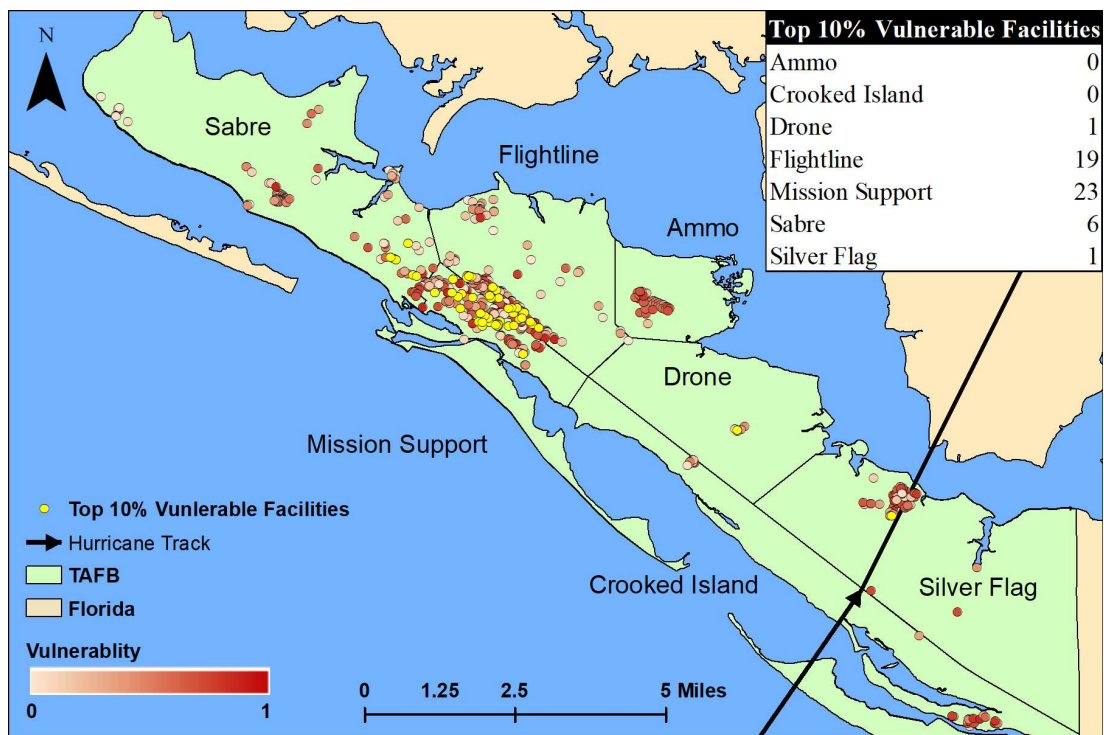 N
Top 10% Vulnerable Facilities
Ammo 0
Crooked Island 0
Drone 1
Flightline 19
Mission Support 23
Sabre 6
Silver Flag 1
Sabre
Flightline
Ammo
Drone
Mission Support
Crooked Island
Silver Flag
Top 10% Vunlerable Facilities
Hurricane Track
TAFB
Florida
Vulnerablity
0 1
0 1.25 2.5 5 Miles